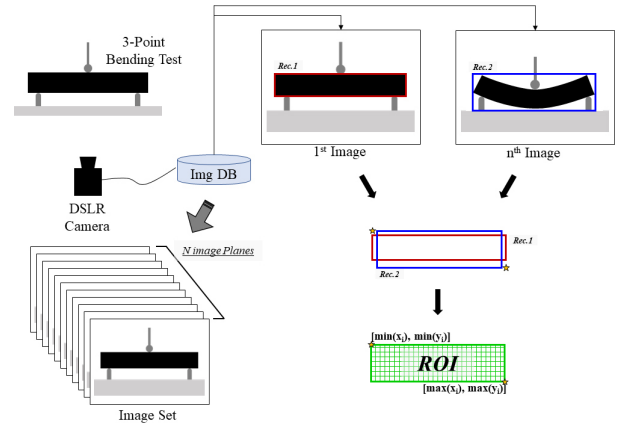 3-Point
Bending Test
Rec.1
Rec.2
1st Image
nth Image
Img DB
DSLR
Camera
N image Planes
Rec.1
Rec.2
[min(xi), min(yi)]
ROI
[max(xi), max(yi)]
Image Set